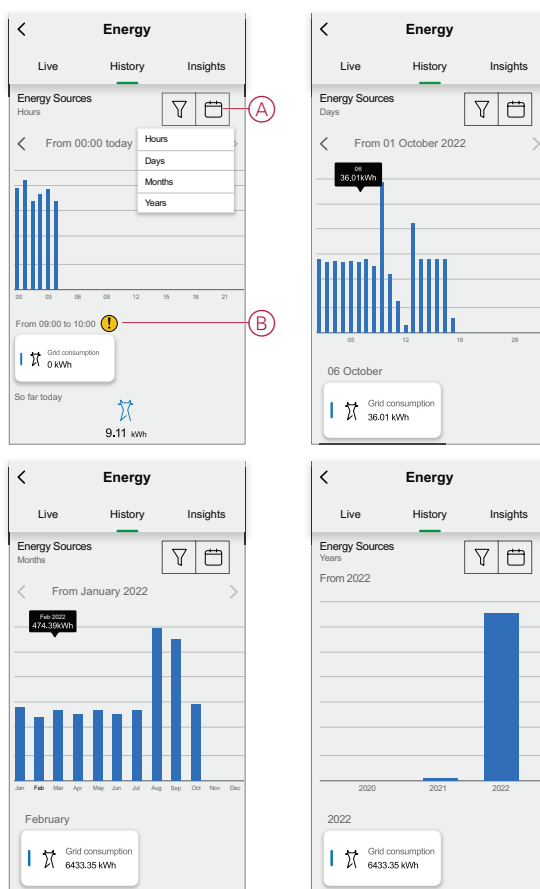 Energy
Live History Insights
Energy Sources
Hours
A
From 00:00 today
Hours
Days
Months
Years
00 03 06 09 12 15 18 21
From 09:00 to 10:00
B
Grid consumption
0 kWh
So far today
9.11 kWh
Energy
Live History Insights
Energy Sources
Days
From 01 October 2022
06
36.01kWh
05 12 19 26
06 October
Grid consumption
36.01 kWh
Energy
Live History Insights
Energy Sources
Months
From January 2022
Feb 2022
474.39kWh
Jan Feb Mar Apr May Jun Jul Aug Sep Oct Nov Dec
February
Grid consumption
6433.35 kWh
Energy
Live History Insights
Energy Sources
Years
From 2022
2020 2021 2022
2022
Grid consumption
6433.35 kWh